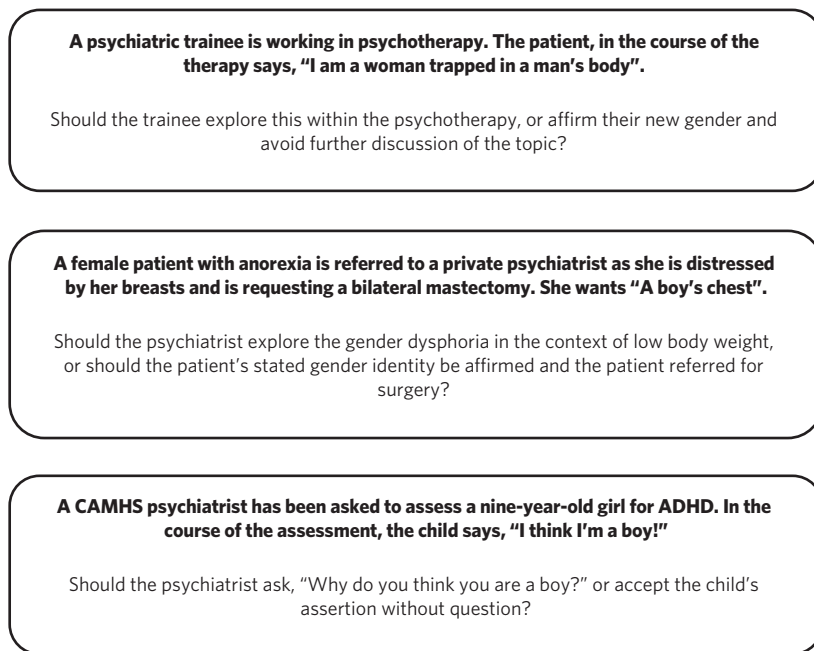 A psychiatric trainee is working in psychotherapy. The patient, in the course of the
therapy says, “I am a woman trapped in a man’s body”.
Should the trainee explore this within the psychotherapy, or affirm their new gender and
avoid further discussion of the topic?
A female patient with anorexia is referred to a private psychiatrist as she is distressed
by her breasts and is requesting a bilateral mastectomy. She wants “A boy’s chest”.
Should the psychiatrist explore the gender dysphoria in the context of low body weight,
or should the patient’s stated gender identity be affirmed and the patient referred for
surgery?
A CAMHS psychiatrist has been asked to assess a nine-year-old girl for ADHD. In the
course of the assessment, the child says, “I think I’m a boy!”
Should the psychiatrist ask, “Why do you think you are a boy?” or accept the child’s
assertion without question?